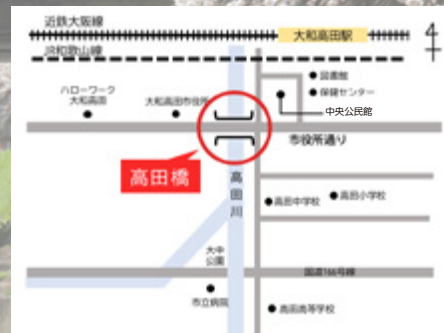 近鉄大阪線
大和高田駅
JR和歌山線
図書館
保健センター
中央公民館
ハローワーク
大和高田
大和高田市役所
市役所通り
高田橋
高田川
高田中学校
高田小学校
大中
公園
国道166号線
市立病院
高田高等学校
4